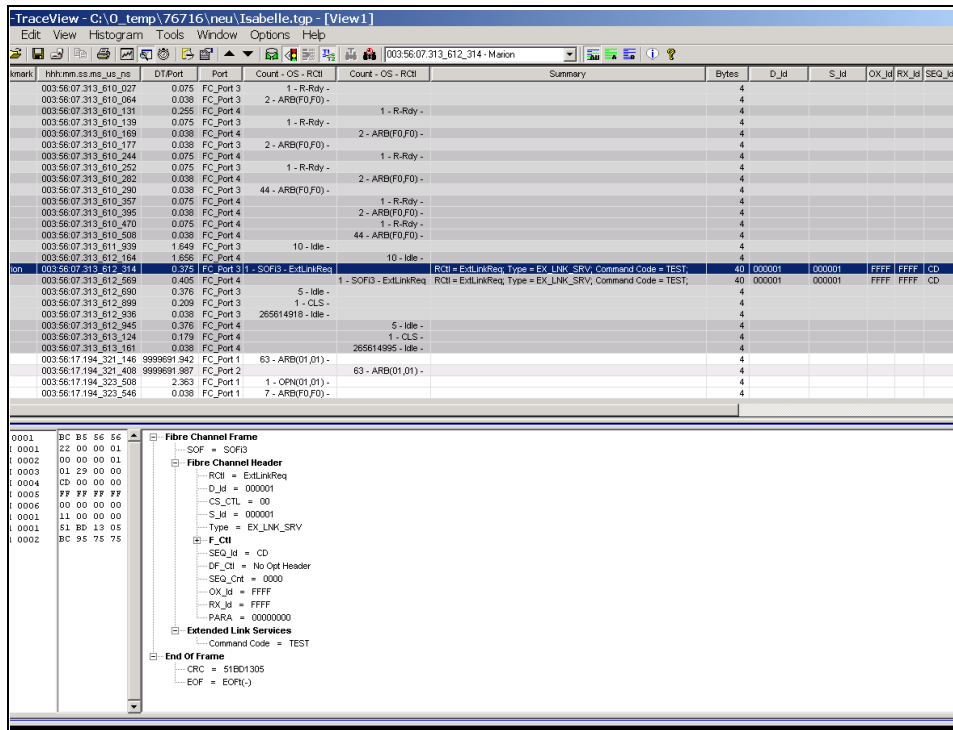 -TraceView - C:\0_temp\76716\neu\Isabelle.tgp - [View1]
Edit View Histogram Tools Window Options Help
003:56:07.313_612_314 - Marion
kmark hhh:mm.ss.ms_us_ns DT/Port Port Count - OS - RCtl Count - OS - RCtl Summary Bytes D_Id S_Id OX_Id RX_Id SEQ_Id
003:56:07.313_610_027 0.075 FC_Port 3 1 - R-Rdy - 4
003:56:07.313_610_064 0.038 FC_Port 3 2 - ARB(F0,F0) - 4
003:56:07.313_610_131 0.255 FC_Port 4 1 - R-Rdy - 4
003:56:07.313_610_139 0.075 FC_Port 3 1 - R-Rdy - 4
003:56:07.313_610_169 0.038 FC_Port 4 2 - ARB(F0,F0) - 4
003:56:07.313_610_177 0.038 FC_Port 3 2 - ARB(F0,F0) - 4
003:56:07.313_610_244 0.075 FC_Port 4 1 - R-Rdy - 4
003:56:07.313_610_252 0.075 FC_Port 3 1 - R-Rdy - 4
003:56:07.313_610_282 0.038 FC_Port 4 2 - ARB(F0,F0) - 4
003:56:07.313_610_290 0.038 FC_Port 3 44 - ARB(F0,F0) - 4
003:56:07.313_610_357 0.075 FC_Port 4 1 - R-Rdy - 4
003:56:07.313_610_395 0.038 FC_Port 4 2 - ARB(F0,F0) - 4
003:56:07.313_610_470 0.075 FC_Port 4 1 - R-Rdy - 4
003:56:07.313_610_508 0.038 FC_Port 4 44 - ARB(F0,F0) - 4
003:56:07.313_611_939 1.649 FC_Port 3 10 - Idle - 4
003:56:07.313_612_164 1.656 FC_Port 4 10 - Idle - 4
ion 003:56:07.313_612_314 0.375 FC_Port 3 1 - SOFi3 - ExtLinkReq RCtl = ExtLinkReq; Type = EX_LNK_SRV; Command Code = TEST; 40 000001 000001 FFFF FFFF CD
003:56:07.313_612_569 0.405 FC_Port 4 1 - SOFi3 - ExtLinkReq RCtl = ExtLinkReq; Type = EX_LNK_SRV; Command Code = TEST; 40 000001 000001 FFFF FFFF CD
003:56:07.313_612_690 0.376 FC_Port 3 5 - Idle - 4
003:56:07.313_612_899 0.209 FC_Port 3 1 - CLS - 4
003:56:07.313_612_936 0.038 FC_Port 3 265614918 - Idle - 4
003:56:07.313_612_945 0.376 FC_Port 4 5 - Idle - 4
003:56:07.313_613_124 0.179 FC_Port 4 1 - CLS - 4
003:56:07.313_613_161 0.038 FC_Port 4 265614995 - Idle - 4
003:56:17.194_321_146 9999691.942 FC_Port 1 63 - ARB(01,01) - 4
003:56:17.194_321_408 9999691.987 FC_Port 2 63 - ARB(01,01) - 4
003:56:17.194_323_508 2.363 FC_Port 1 1 - OPN(01,01) - 4
003:56:17.194_323_546 0.038 FC_Port 1 7 - ARB(F0,F0) - 4
0001 BC B5 56 56
0001 22 00 00 01
0002 00 00 00 01
0003 01 29 00 00
0004 CD 00 00 00
0005 FF FF FF FF
0006 00 00 00 00
0001 11 00 00 00
0001 51 BD 13 05
0002 BC 95 75 75
Fibre Channel Frame
SOF = SOFi3
Fibre Channel Header
RCtl = ExtLinkReq
D_Id = 000001
CS_CTL = 00
S_Id = 000001
Type = EX_LNK_SRV
F_Ctl
SEQ_Id = CD
DF_Ctl = No Opt Header
SEQ_Cnt = 0000
OX_Id = FFFF
RX_Id = FFFF
PARA = 00000000
Extended Link Services
Command Code = TEST
End Of Frame
CRC = 51BD1305
EOF = EOFt(-)